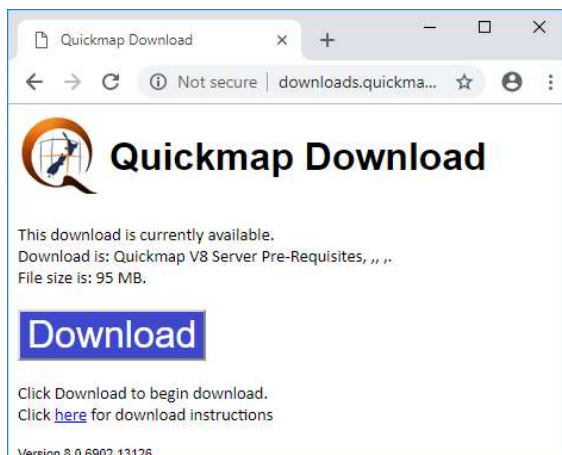 Quickmap Download
Not secure | downloads.quickma...
Quickmap Download
This download is currently available.
Download is: Quickmap V8 Server Pre-Requisites, ,, ,.
File size is: 95 MB.
Download
Click Download to begin download.
Click here for download instructions
Version 8.0.6902.13126